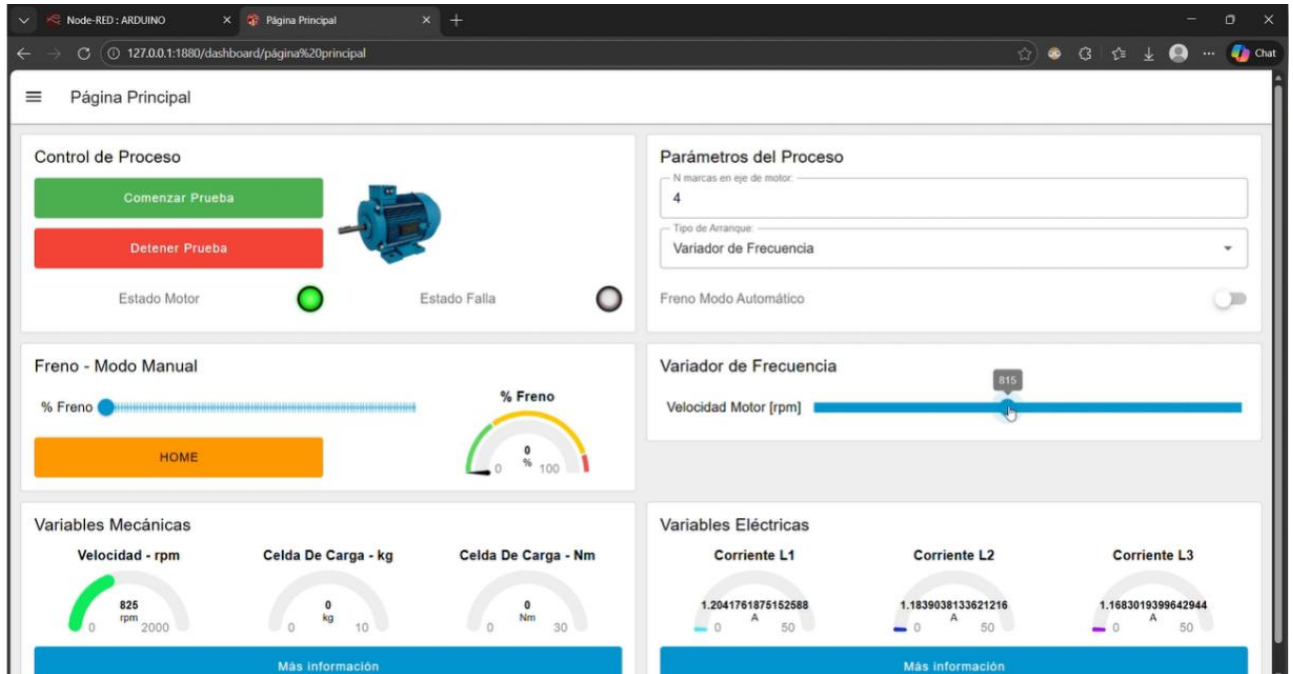 Node-RED : ARDUINO
Página Principal
127.0.0.1:1880/dashboard/página%20principal
Chat
Página Principal
Control de Proceso
Comenzar Prueba
Detener Prueba
Estado Motor
Estado Falla
Parámetros del Proceso
N marcas en eje de motor:
4
Tipo de Arranque:
Variador de Frecuencia
Freno Modo Automático
Freno - Modo Manual
% Freno
HOME
% Freno
0
%
0 100
Variador de Frecuencia
815
Velocidad Motor [rpm]
Variables Mecánicas
Velocidad - rpm
825
rpm
0 2000
Celda De Carga - kg
0
kg
0 10
Celda De Carga - Nm
0
Nm
0 30
Más información
Variables Eléctricas
Corriente L1
1.2041761875152588
A
0 50
Corriente L2
1.1839038133621216
A
0 50
Corriente L3
1.1683019399642944
A
0 50
Más información